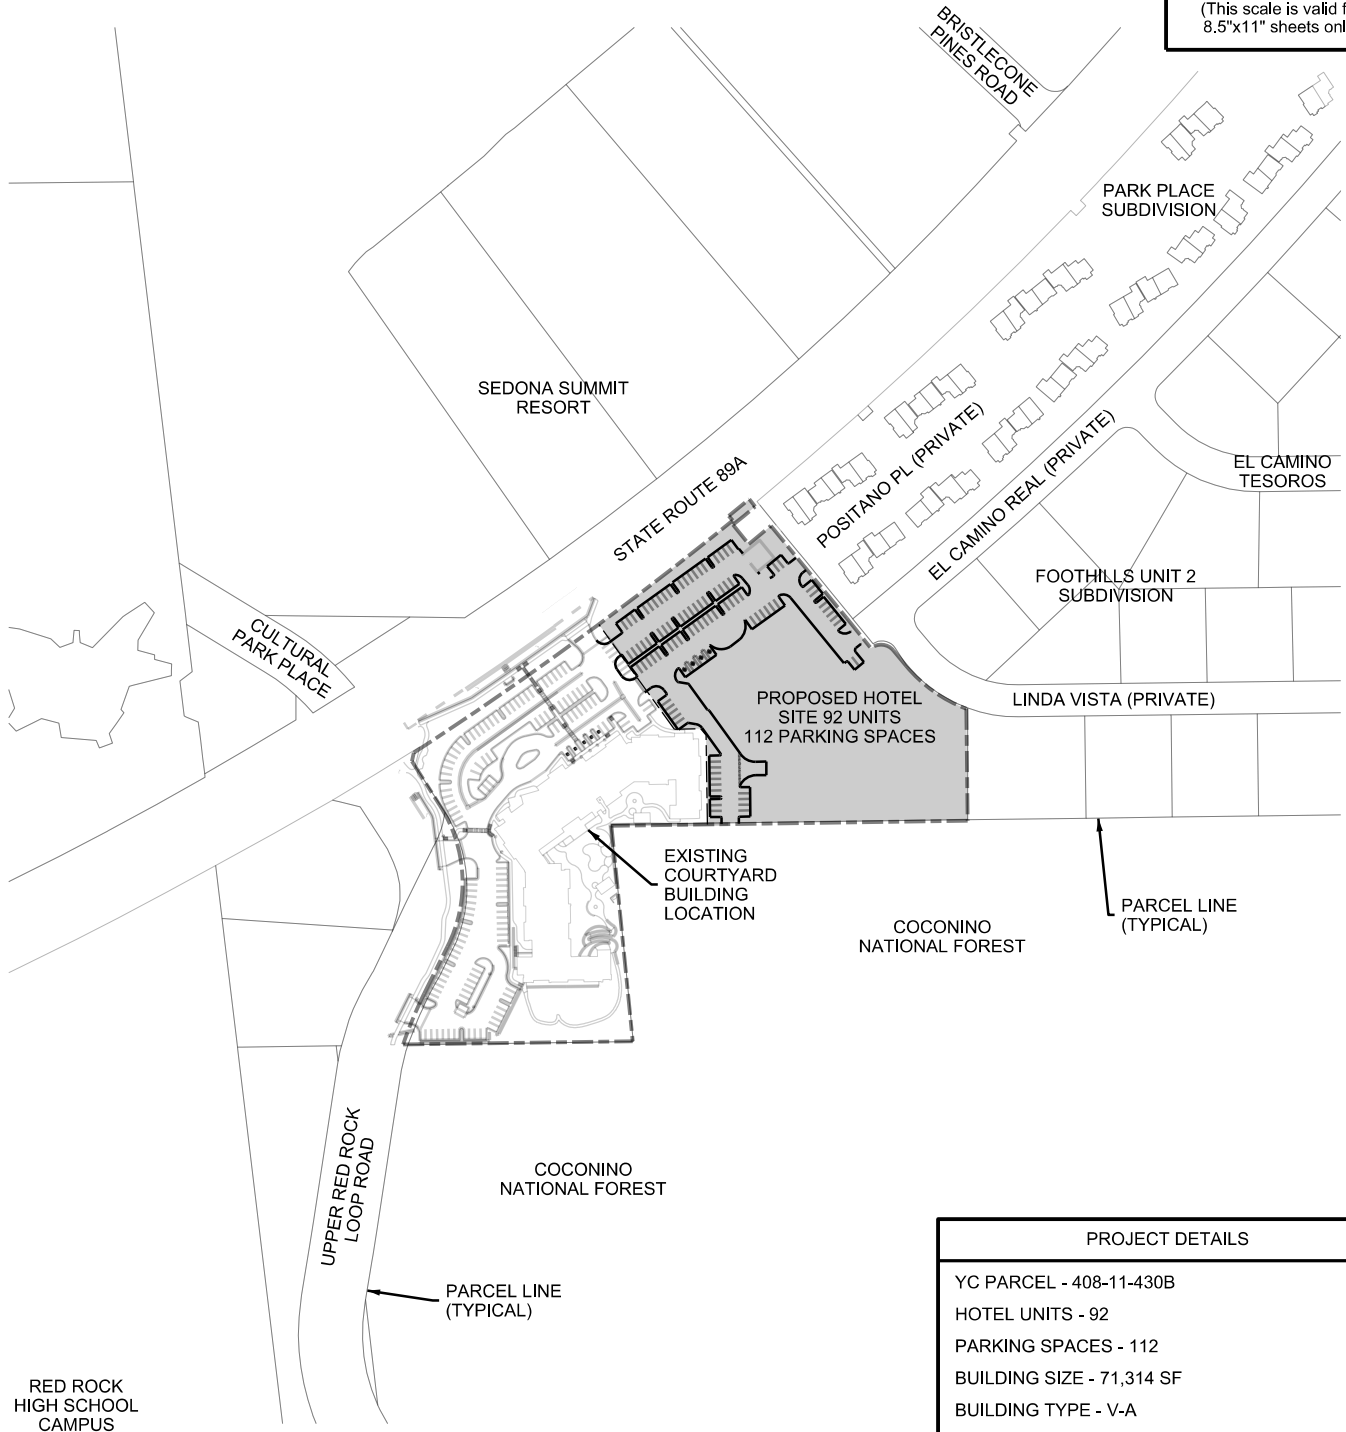 (This scale is valid f
8.5"x11" sheets onl
BRISTLECONE
PINES ROAD
PARK PLACE
SUBDIVISION
SEDONA SUMMIT
RESORT
STATE ROUTE 89A
POSITANO PL (PRIVATE)
EL CAMINO REAL (PRIVATE)
EL CAMINO
TESOROS
FOOTHILLS UNIT 2
SUBDIVISION
CULTURAL
PARK PLACE
PROPOSED HOTEL
SITE 92 UNITS
112 PARKING SPACES
LINDA VISTA (PRIVATE)
EXISTING
COURTYARD
BUILDING
LOCATION
PARCEL LINE
(TYPICAL)
COCONINO
NATIONAL FOREST
COCONINO
NATIONAL FOREST
UPPER RED ROCK
LOOP ROAD
PARCEL LINE
(TYPICAL)
RED ROCK
HIGH SCHOOL
CAMPUS
PROJECT DETAILS
YC PARCEL - 408-11-430B
HOTEL UNITS - 92
PARKING SPACES - 112
BUILDING SIZE - 71,314 SF
BUILDING TYPE - V-A